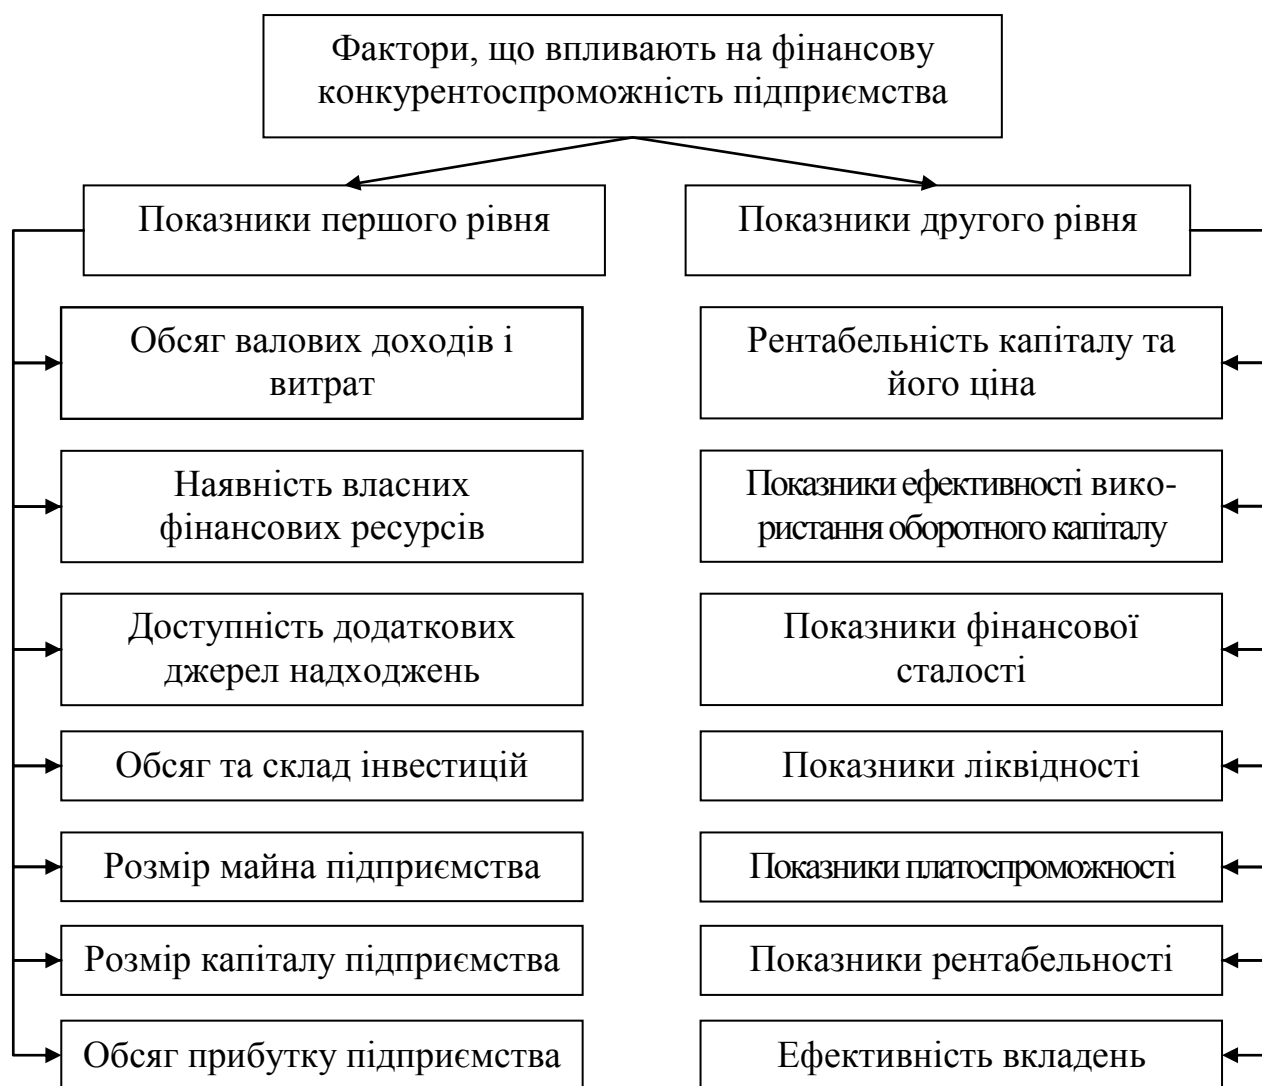 Фактори, що впливають на фінансову
конкурентоспроможність підприємства
Показники першого рівня
Показники другого рівня
Обсяг валових доходів і
витрат
Рентабельність капіталу та
його ціна
Наявність власних
фінансових ресурсів
Показники ефективності вико-
ристання оборотного капіталу
Доступність додаткових
джерел надходжень
Показники фінансової
сталості
Обсяг та склад інвестицій
Показники ліквідності
Розмір майна підприємства
Показники платоспроможності
Розмір капіталу підприємства
Показники рентабельності
Обсяг прибутку підприємства
Ефективність вкладень